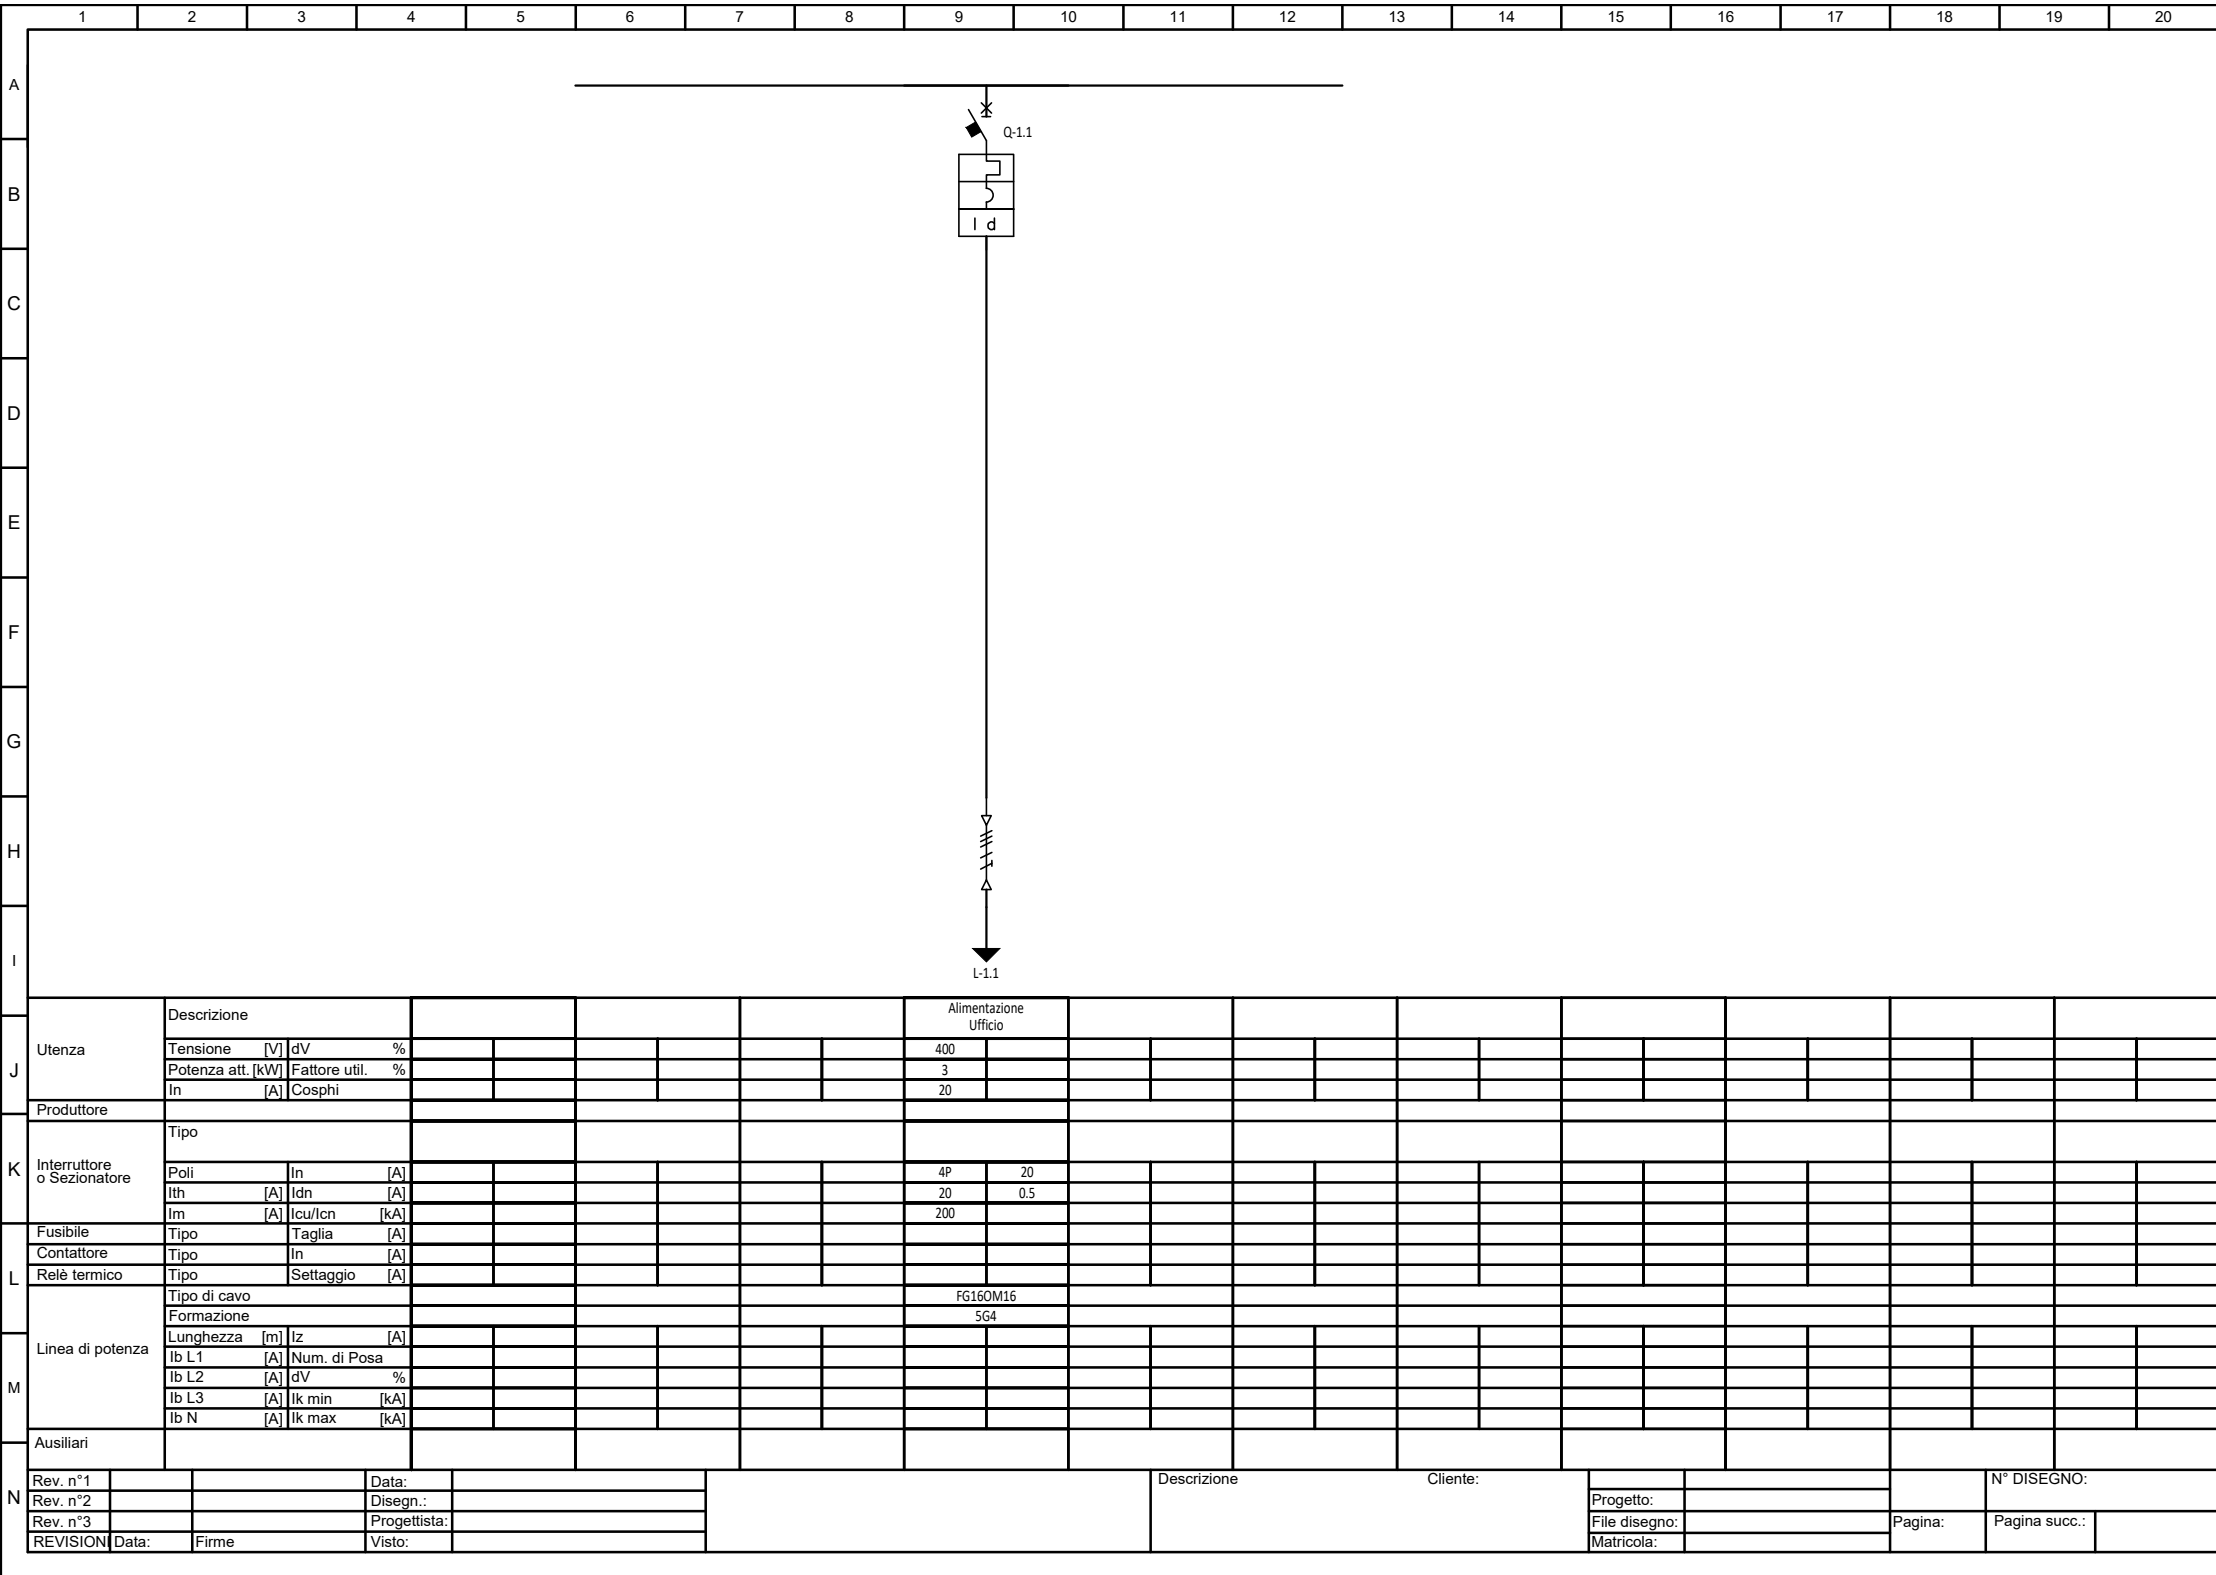 1 2 3 4 5 6 7 8 9 10 11 12 13 14 15 16 17 18 19 20
A
Q-1.1
B
I d
C
D
E
F
G
H
I
L-1.1
Descrizione Alimentazione
Ufficio
Utenza
J
Tensione [V] dV % 400
Potenza att. [kW] Fattore util. % 3
In [A] Cosphi 20
Produttore
Tipo
K
Interruttore
o Sezionatore
Poli In [A] 4P 20
Ith [A] Idn [A] 20 0.5
Im [A] Icu/Icn [kA] 200
Fusibile Tipo Taglia [A]
Contattore Tipo In [A]
L
Relè termico Tipo Settaggio [A]
Tipo di cavo FG16OM16
Formazione 5G4
Linea di potenza
Lunghezza [m] Iz [A]
Ib L1 [A] Num. di Posa
M
Ib L2 [A] dV %
Ib L3 [A] Ik min [kA]
Ib N [A] Ik max [kA]
Ausiliari
N
Rev. n°1 Data: Descrizione Cliente: N° DISEGNO:
Rev. n°2 Disegn.: Progetto:
Rev. n°3 Progettista: File disegno: Pagina: Pagina succ.:
REVISIONI Data: Firme Visto: Matricola: